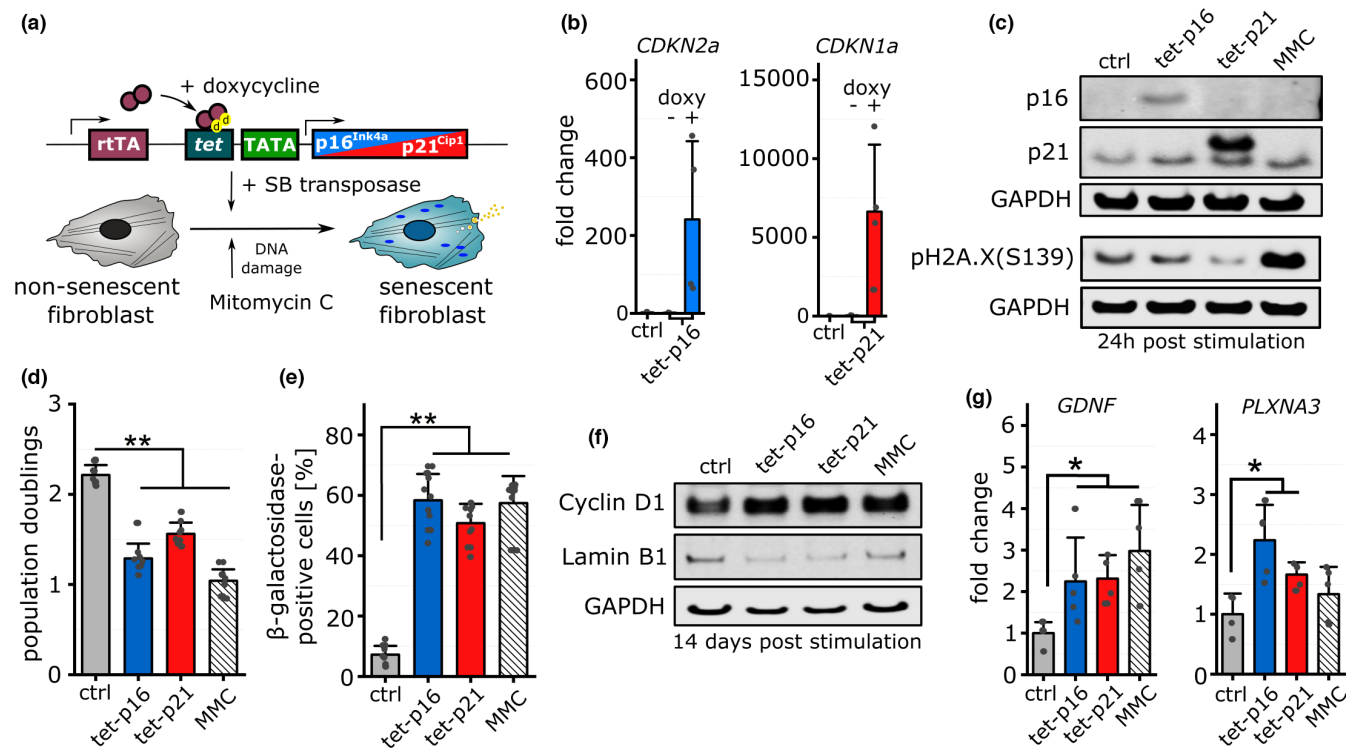 (a)
+ doxycycline
d d
rtTA
tet
TATA
p16Ink4a
p21Cip1
+ SB transposase
DNA
damage
Mitomycin C
non-senescent
fibroblast
senescent
fibroblast
(b)
CDKN2a
fold change
600
400
200
0
doxy
- +
ctrl
tet-p16
CDKN1a
15000
10000
5000
0
doxy
- +
ctrl
tet-p21
(c)
ctrl
tet-p16
tet-p21
MMC
p16
p21
GAPDH
pH2A.X(S139)
GAPDH
24h post stimulation
(d)
population doublings
3
2
1
0
**
ctrl
tet-p16
tet-p21
MMC
(e)
β-galactosidase-
positive cells [%]
80
60
40
20
0
**
ctrl
tet-p16
tet-p21
MMC
(f)
ctrl
tet-p16
tet-p21
MMC
Cyclin D1
Lamin B1
GAPDH
14 days post stimulation
(g)
GDNF
fold change
6
5
4
3
2
1
0
*
ctrl
tet-p16
tet-p21
MMC
PLXNA3
4
3
2
1
0
*
ctrl
tet-p16
tet-p21
MMC